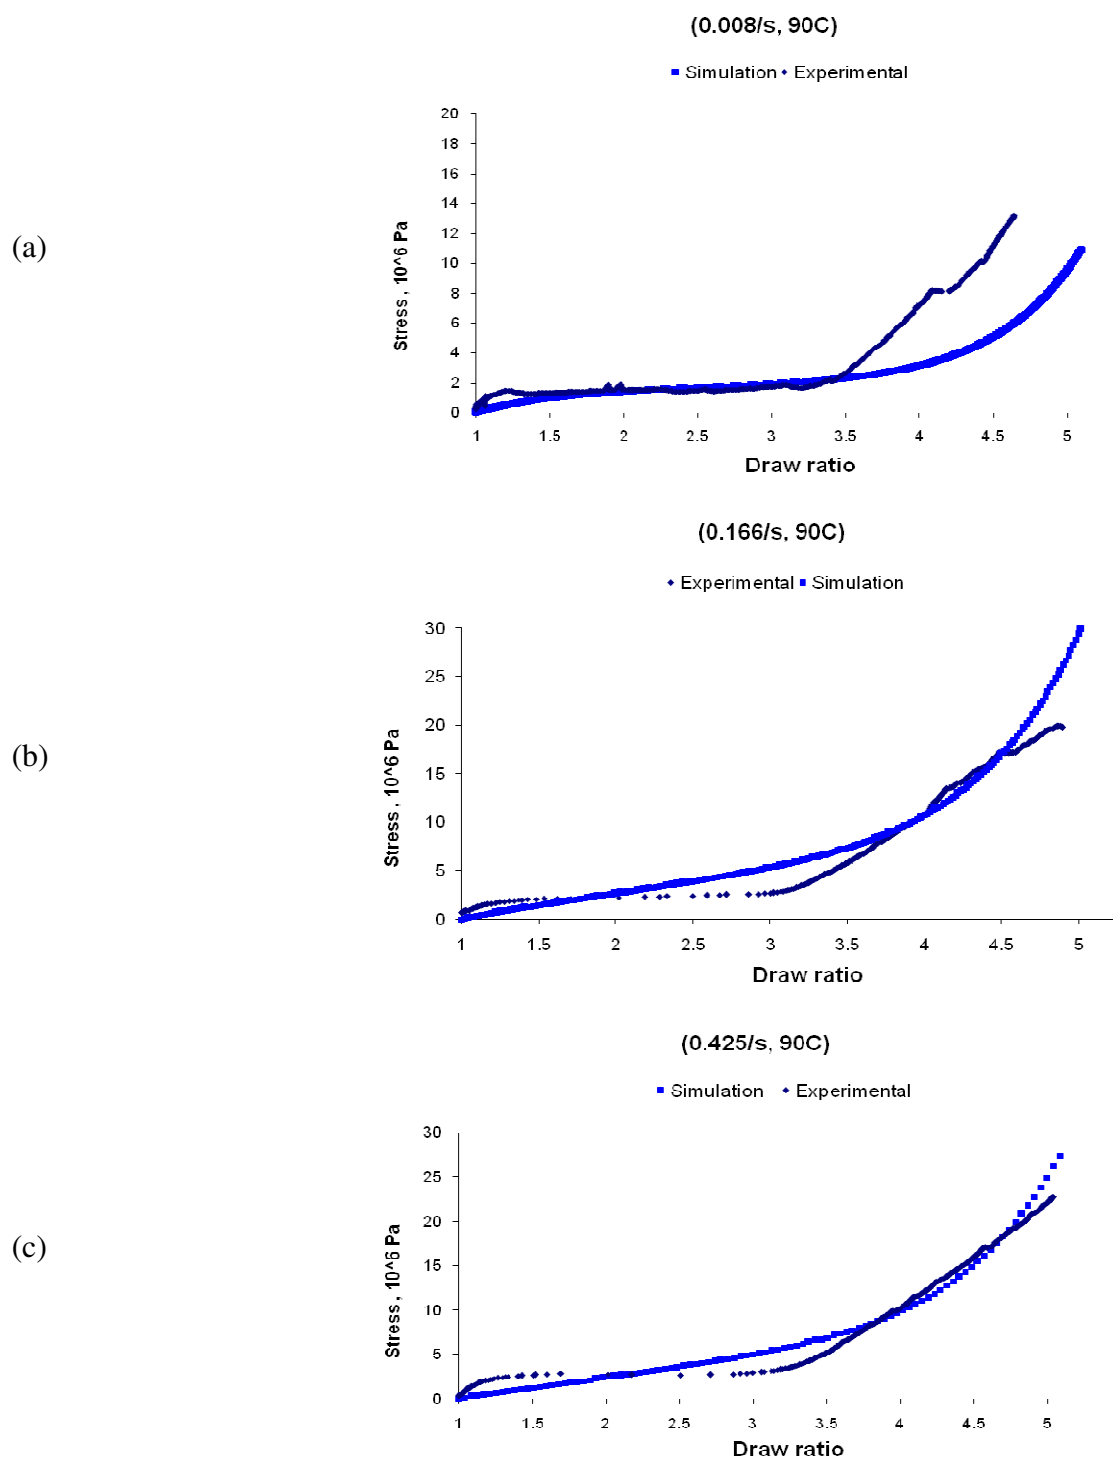 (0.008/s, 90C)
Simulation Experimental
20
18
16
14
12
10
8
6
4
2
0
Stress , 10^6 Pa
1 1.5 2 2.5 3 3.5 4 4.5 5
Draw ratio
(a)
(0.166/s, 90C)
Experimental Simulation
30
25
20
15
10
5
0
Stress , 10^6 Pa
1 1.5 2 2.5 3 3.5 4 4.5 5
Draw ratio
(b)
(0.425/s, 90C)
Simulation Experimental
30
25
20
15
10
5
0
Stress , 10^6 Pa
1 1.5 2 2.5 3 3.5 4 4.5 5
Draw ratio
(c)